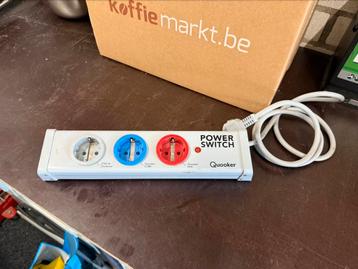 koffiemarkt.be
POWER
SWITCH
Quooker